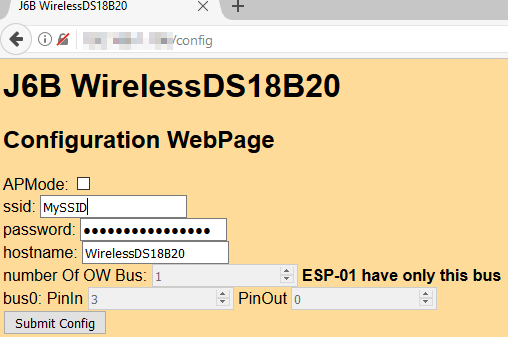 J6B WirelessDS18B20
/config
J6B WirelessDS18B20
Configuration WebPage
APMode:
ssid: MySSID
password: ●●●●●●●●●●●●●●●●
hostname: WirelessDS18B20
number Of OW Bus: 1 ESP-01 have only this bus
bus0: PinIn 3 PinOut 0
Submit Config